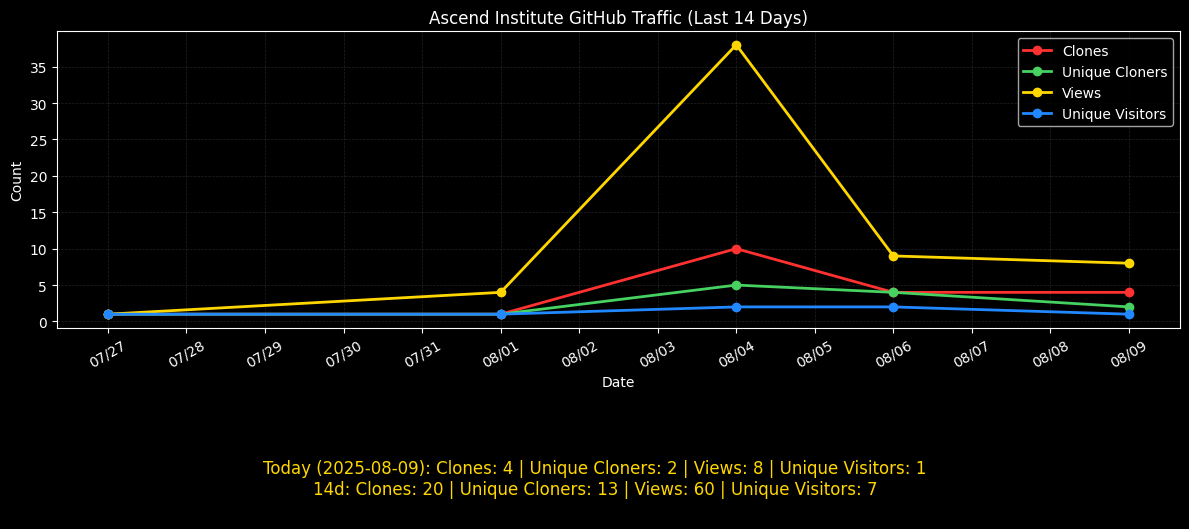 Ascend Institute GitHub Traffic (Last 14 Days)
Clones
Unique Cloners
Views
Unique Visitors
Count
35
30
25
20
15
10
5
0
07/27 07/28 07/29 07/30 07/31 08/01 08/02 08/03 08/04 08/05 08/06 08/07 08/08 08/09
Date
Today (2025-08-09): Clones: 4 | Unique Cloners: 2 | Views: 8 | Unique Visitors: 1
14d: Clones: 20 | Unique Cloners: 13 | Views: 60 | Unique Visitors: 7